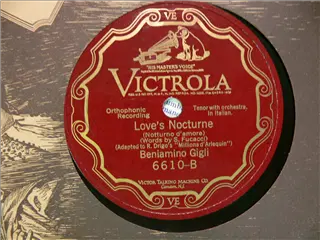 VE
"HIS MASTER'S VOICE"
VICTROLA
Orthophonic
Recording
Tenor with orchestra,
in Italian.
Love's Nocturne
(Notturno d'amore)
(Words by S. Fucacci)
(Adapted to R. Drigo's "Millions d'Arlequin")
Beniamino Gigli
6610-B
VICTOR TALKING MACHINE CO.
Camden, N.J.
VE